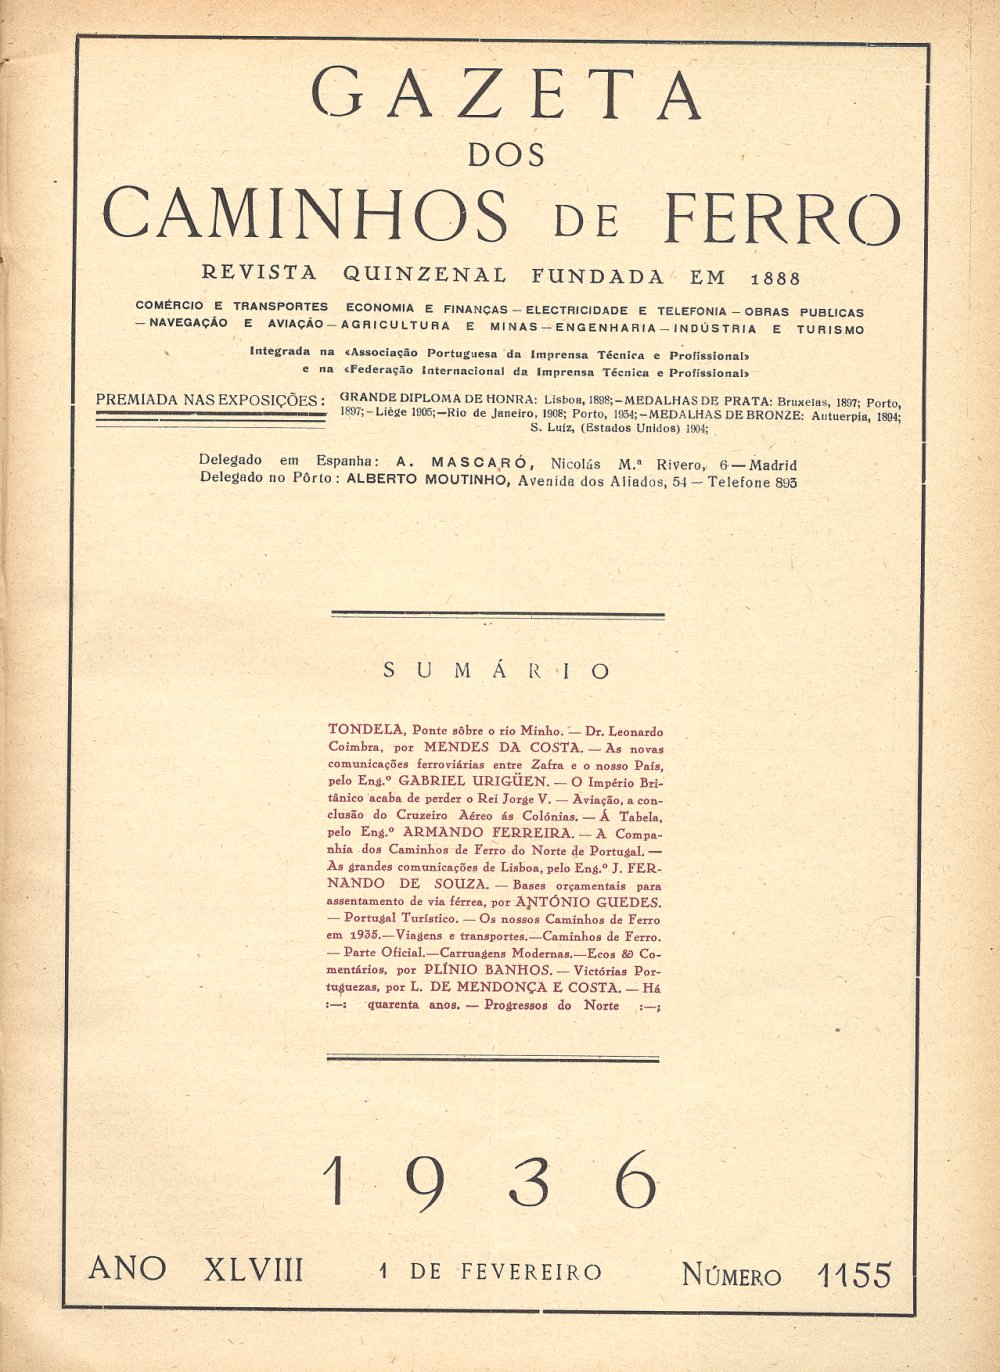 GAZETA
DOS
CAMINHOS DE FERRO
REVISTA QUINZENAL FUNDADA EM 1888
COMÉRCIO E TRANSPORTES ECONOMIA E FINANÇAS — ELECTRICIDADE E TELEFONIA — OBRAS PUBLICAS
— NAVEGAÇÃO E AVIAÇÃO — AGRICULTURA E MINAS — ENGENHARIA — INDÚSTRIA E TURISMO
Integrada na «Associação Portuguesa da Imprensa Técnica e Profissional»
e na «Federação Internacional da Imprensa Técnica e Profissional»
PREMIADA NAS EXPOSIÇÕES: GRANDE DIPLOMA DE HONRA: Lisboa, 1898;—MEDALHAS DE PRATA: Bruxelas, 1897; Porto,
1897;—Liége 1905;—Rio de Janeiro, 1908; Porto, 1934;—MEDALHAS DE BRONZE: Antuerpia, 1894;
S. Luíz, (Estados Unidos) 1904;
Delegado em Espanha: A. MASCARÓ, Nicolás M.ª Rivero, 6 — Madrid
Delegado no Pôrto: ALBERTO MOUTINHO, Avenida dos Aliados, 54 — Telefone 893
SUMÁRIO
TONDELA, Ponte sôbre o rio Minho. — Dr. Leonardo
Coimbra, por MENDES DA COSTA. — As novas
comunicações ferroviárias entre Zafra e o nosso País,
pelo Eng.º GABRIEL URIGÜEN. — O Império Bri-
tânico acaba de perder o Rei Jorge V. — Aviação, a con-
clusão do Cruzeiro Aéreo ás Colónias. — Á Tabela,
pelo Eng.º ARMANDO FERREIRA. — A Compa-
nhia dos Caminhos de Ferro do Norte de Portugal. —
As grandes comunicações de Lisboa, pelo Eng.º J. FER-
NANDO DE SOUZA. — Bases orçamentais para
assentamento de via férrea, por ANTÓNIO GUEDES.
— Portugal Turístico. — Os nossos Caminhos de Ferro
em 1935.—Viagens e transportes.—Caminhos de Ferro.
— Parte Oficial.—Carruagens Modernas.—Ecos & Co-
mentários, por PLÍNIO BANHOS. — Victórias Por-
tuguezas, por L. DE MENDONÇA E COSTA. — Há
:—: quarenta anos. — Progressos do Norte :—;
1936
ANO XLVIII 1 DE FEVEREIRO NÚMERO 1155